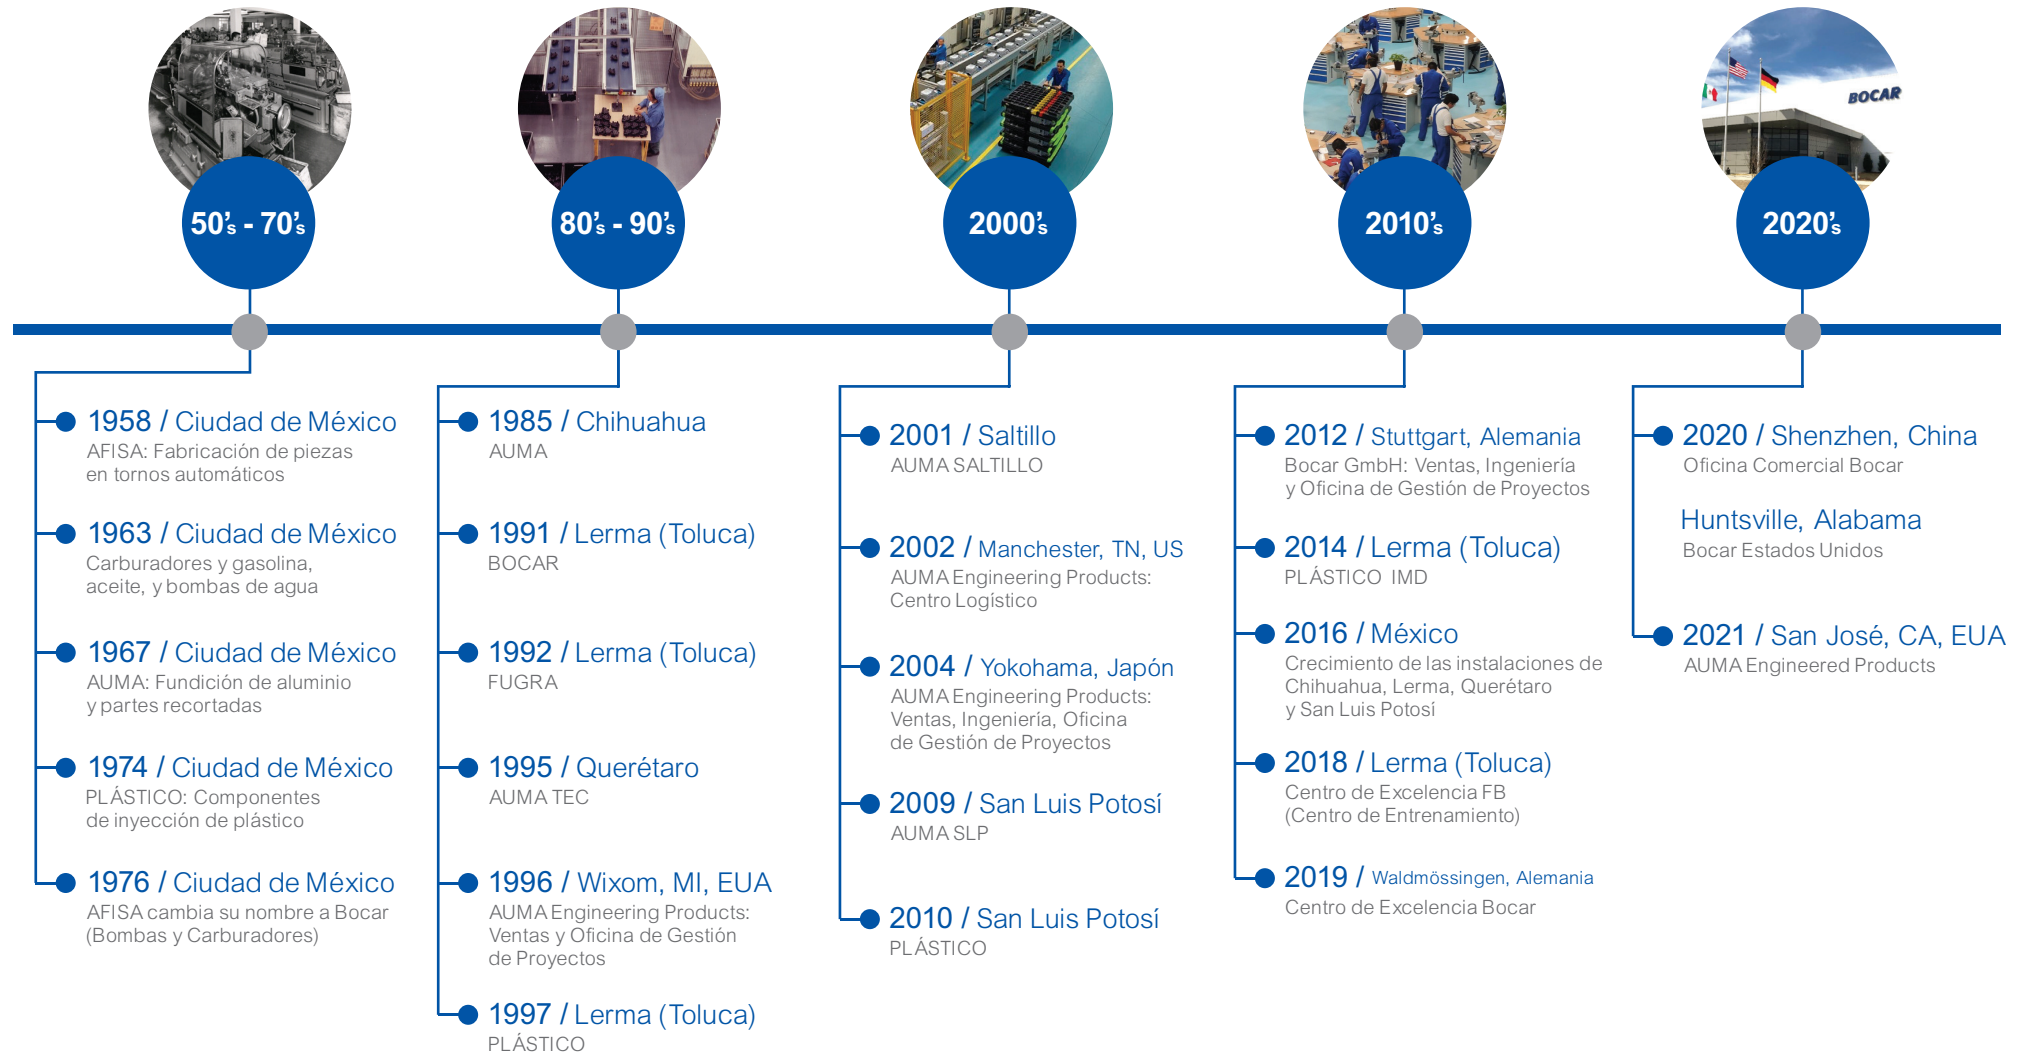 BOCAR
50's - 70's
80's - 90's
2000's
2010's
2020's
1958 / Ciudad de México
AFISA: Fabricación de piezas
en tornos automáticos
1963 / Ciudad de México
Carburadores y gasolina,
aceite, y bombas de agua
1967 / Ciudad de México
AUMA: Fundición de aluminio
y partes recortadas
1974 / Ciudad de México
PLÁSTICO: Componentes
de inyección de plástico
1976 / Ciudad de México
AFISA cambia su nombre a Bocar
(Bombas y Carburadores)
1985 / Chihuahua
AUMA
1991 / Lerma (Toluca)
BOCAR
1992 / Lerma (Toluca)
FUGRA
1995 / Querétaro
AUMA TEC
1996 / Wixom, MI, EUA
AUMA Engineering Products:
Ventas y Oficina de Gestión
de Proyectos
1997 / Lerma (Toluca)
PLÁSTICO
2001 / Saltillo
AUMA SALTILLO
2002 / Manchester, TN, US
AUMA Engineering Products:
Centro Logístico
2004 / Yokohama, Japón
AUMA Engineering Products:
Ventas, Ingeniería, Oficina
de Gestión de Proyectos
2009 / San Luis Potosí
AUMA SLP
2010 / San Luis Potosí
PLÁSTICO
2012 / Stuttgart, Alemania
Bocar GmbH: Ventas, Ingeniería
y Oficina de Gestión de Proyectos
2014 / Lerma (Toluca)
PLÁSTICO IMD
2016 / México
Crecimiento de las instalaciones de
Chihuahua, Lerma, Querétaro
y San Luis Potosí
2018 / Lerma (Toluca)
Centro de Excelencia FB
(Centro de Entrenamiento)
2019 / Waldmössingen, Alemania
Centro de Excelencia Bocar
2020 / Shenzhen, China
Oficina Comercial Bocar
Huntsville, Alabama
Bocar Estados Unidos
2021 / San José, CA, EUA
AUMA Engineered Products